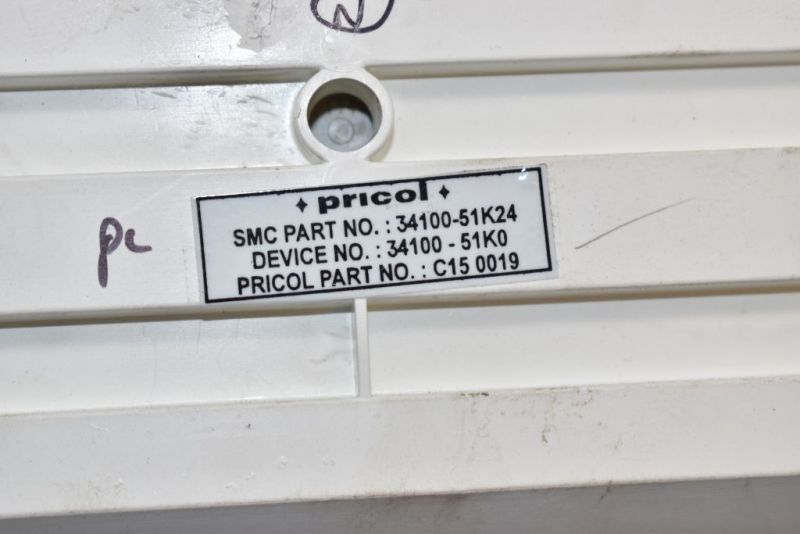 N
pricol
SMC PART NO. : 34100-51K24
DEVICE NO. : 34100 - 51K0
PRICOL PART NO. : C15 0019
pc